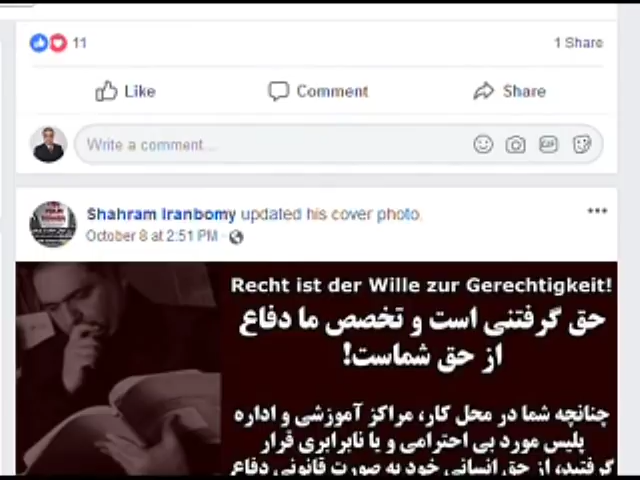 11
1 Share
Like
Comment
Share
Write a comment...
GIF
Shahram Iranbomy updated his cover photo.
October 8 at 2:51 PM ·
Recht ist der Wille zur Gerechtigkeit!
حق گرفتنی است و تخصص ما دفاع
از حق شماست!
چنانچه شما در محل کار، مراکز آموزشی و اداره
پلیس مورد بی احترامی و یا نابرابری قرار
گرفتید، از حق انسانی خود به صورت قانونی دفاع